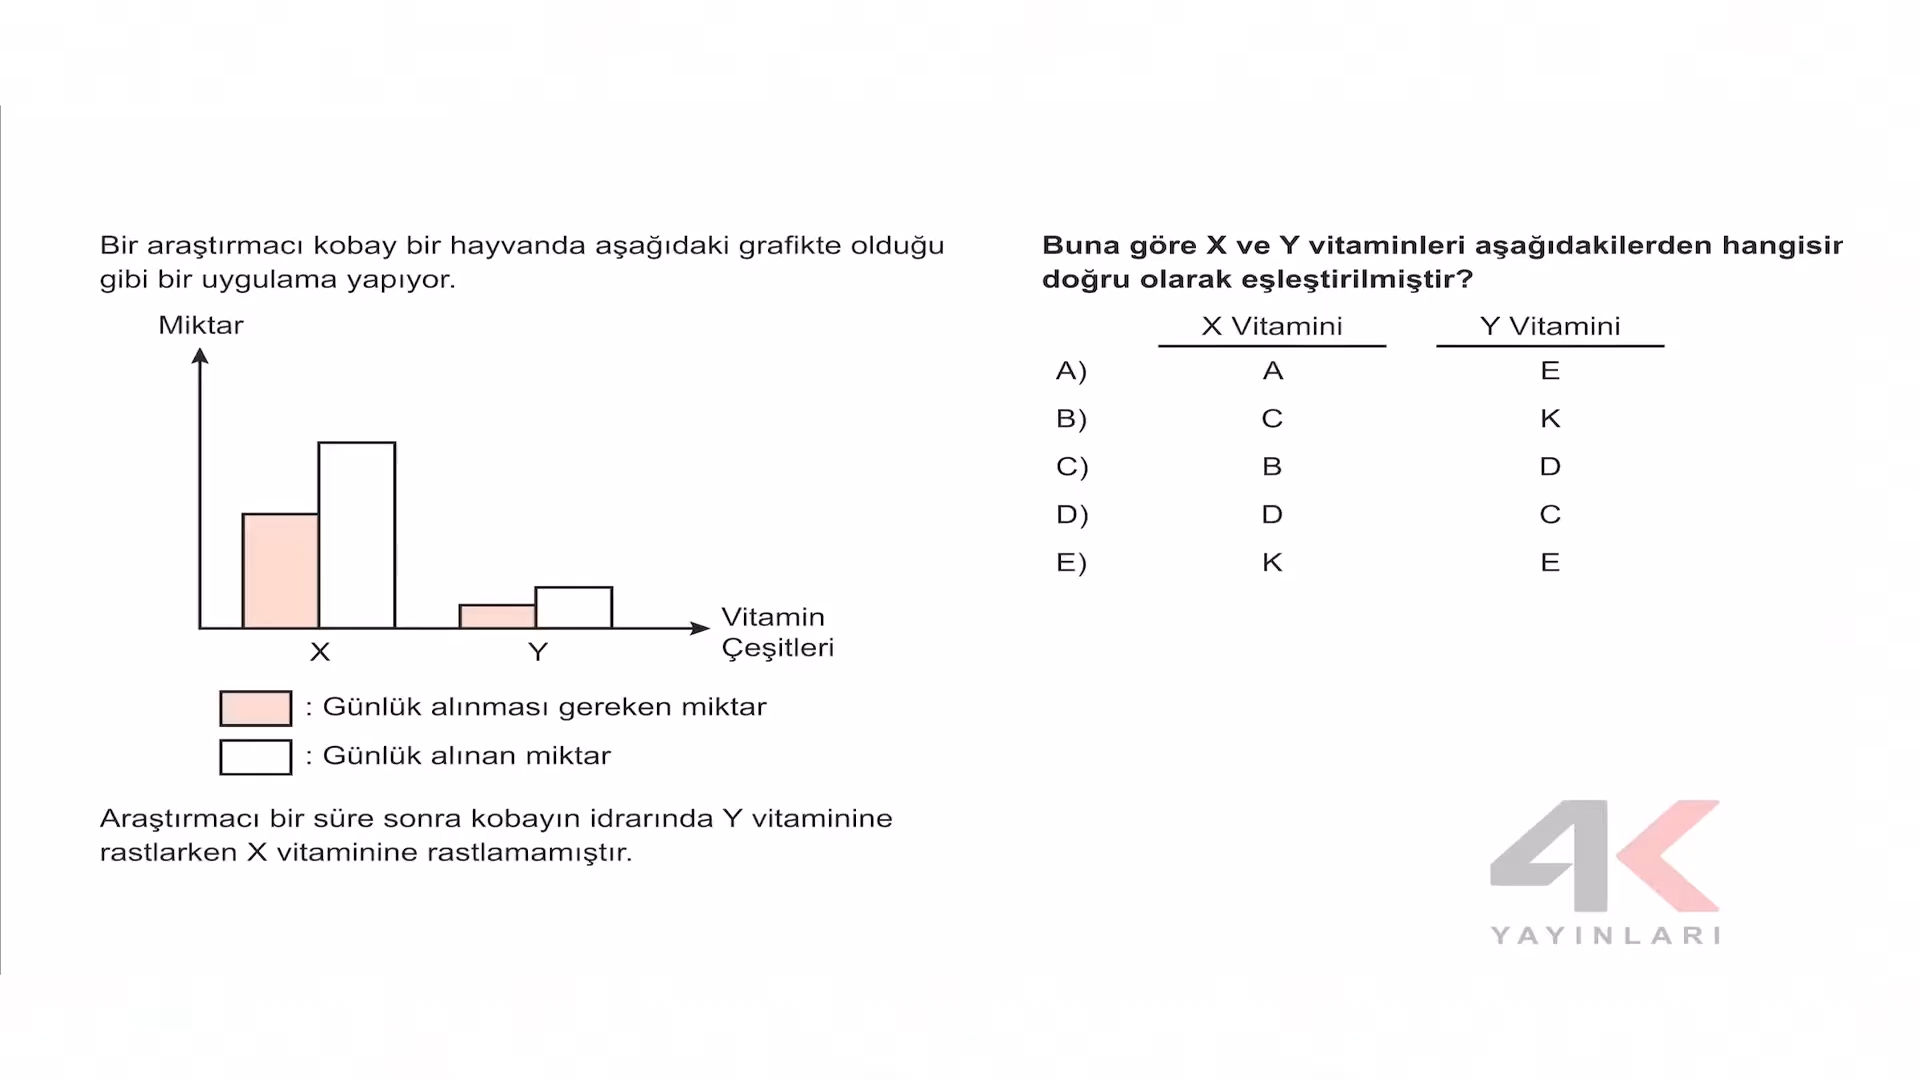 Bir araştırmacı kobay bir hayvanda aşağıdaki grafikte olduğu
gibi bir uygulama yapıyor.
Miktar
X
Y
Vitamin
Çeşitleri
: Günlük alınması gereken miktar
: Günlük alınan miktar
Araştırmacı bir süre sonra kobayın idrarında Y vitaminine
rastlarken X vitaminine rastlamamıştır.
Buna göre X ve Y vitaminleri aşağıdakilerden hangisir
doğru olarak eşleştirilmiştir?
X Vitamini Y Vitamini
A) A E
B) C K
C) B D
D) D C
E) K E
4K
YAYINLARI